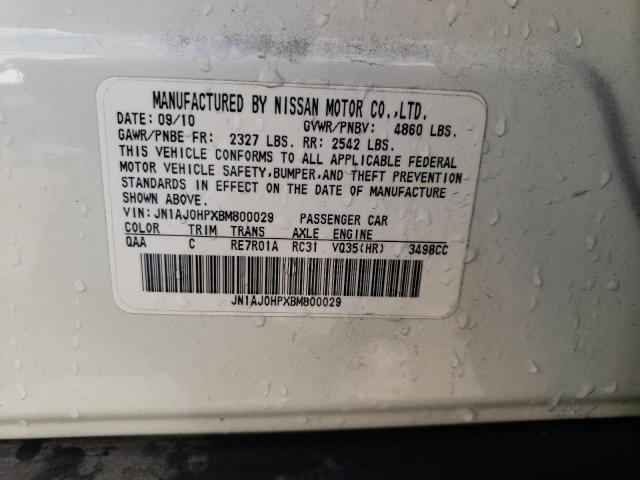 MANUFACTURED BY NISSAN MOTOR CO.,LTD.
DATE: 09/10 GVWR/PNBV: 4860 LBS.
GAWR/PNBE FR: 2327 LBS. RR: 2542 LBS.
THIS VEHICLE CONFORMS TO ALL APPLICABLE FEDERAL
MOTOR VEHICLE SAFETY, BUMPER, AND THEFT PREVENTION
STANDARDS IN EFFECT ON THE DATE OF MANUFACTURE
SHOWN ABOVE.
VIN: JN1AJ0HPXBM800029 PASSENGER CAR
COLOR TRIM TRANS AXLE ENGINE
QAA C RE7R01A RC31 VQ35(HR) 3498CC
JN1AJ0HPXBM800029